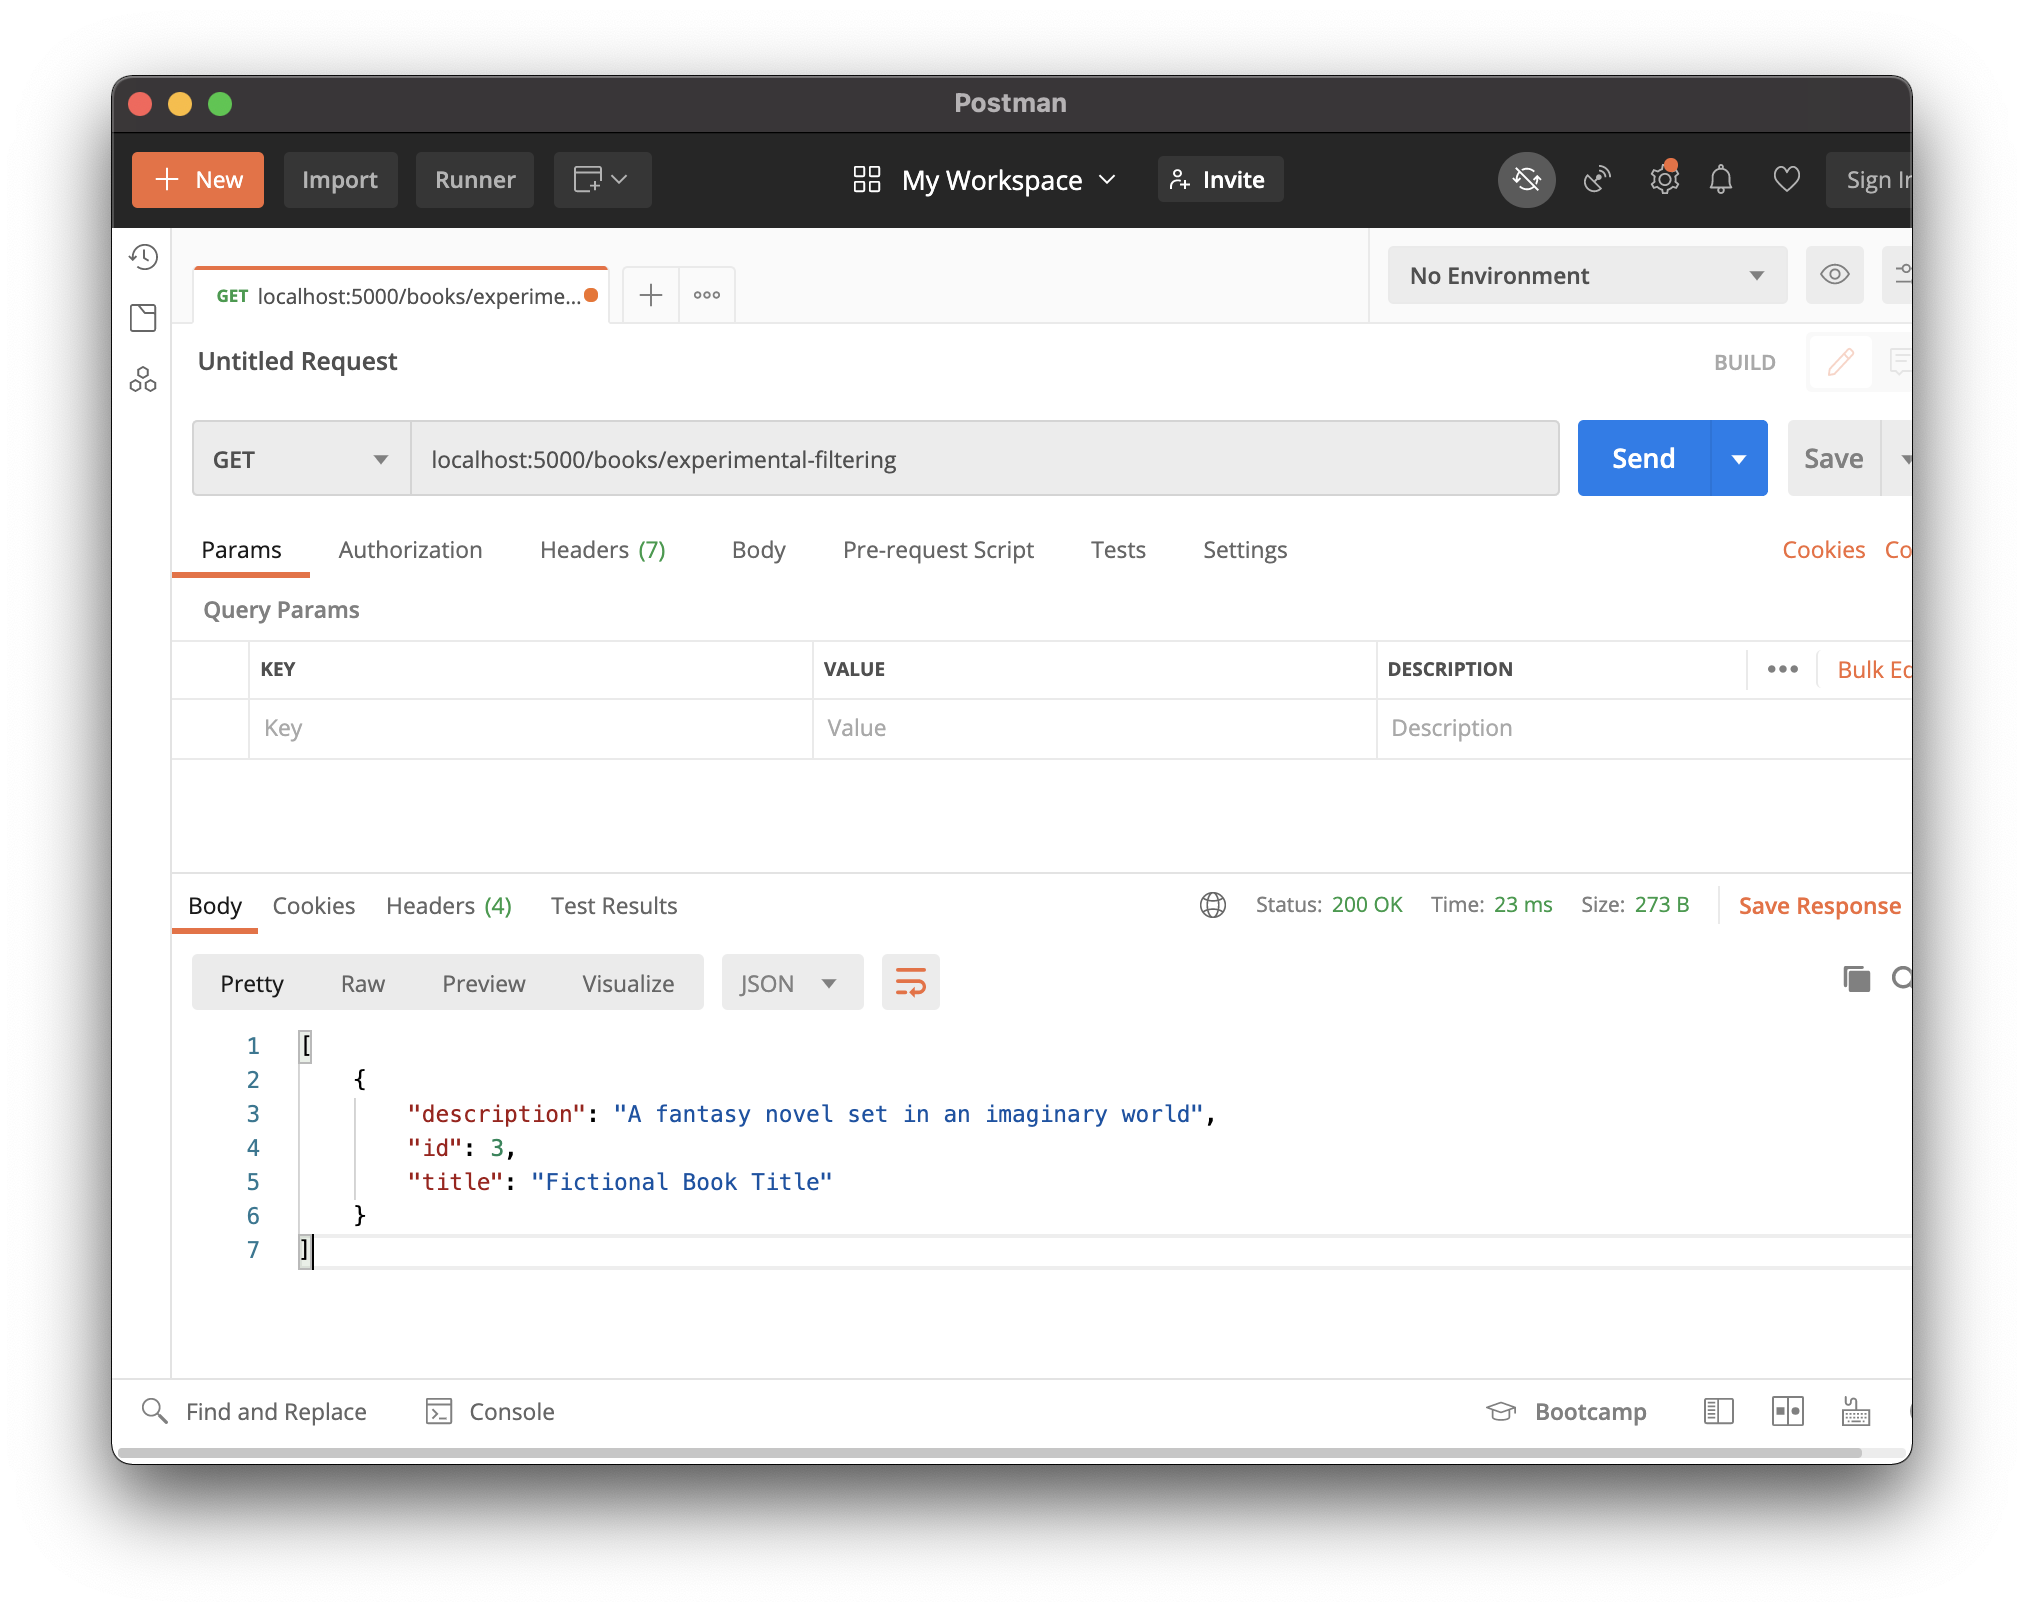 Postman
New
Import
Runner
My Workspace
Invite
Sign In
GET localhost:5000/books/experime...
No Environment
Untitled Request
BUILD
GET
localhost:5000/books/experimental-filtering
Send
Save
Params
Authorization
Headers (7)
Body
Pre-request Script
Tests
Settings
Cookies
Co
Query Params
KEY
VALUE
DESCRIPTION
Bulk Ed
Key
Value
Description
Body
Cookies
Headers (4)
Test Results
Status: 200 OK
Time: 23 ms
Size: 273 B
Save Response
Pretty
Raw
Preview
Visualize
JSON
1 [
2 {
3 "description": "A fantasy novel set in an imaginary world",
4 "id": 3,
5 "title": "Fictional Book Title"
6 }
7 ]
Find and Replace
Console
Bootcamp